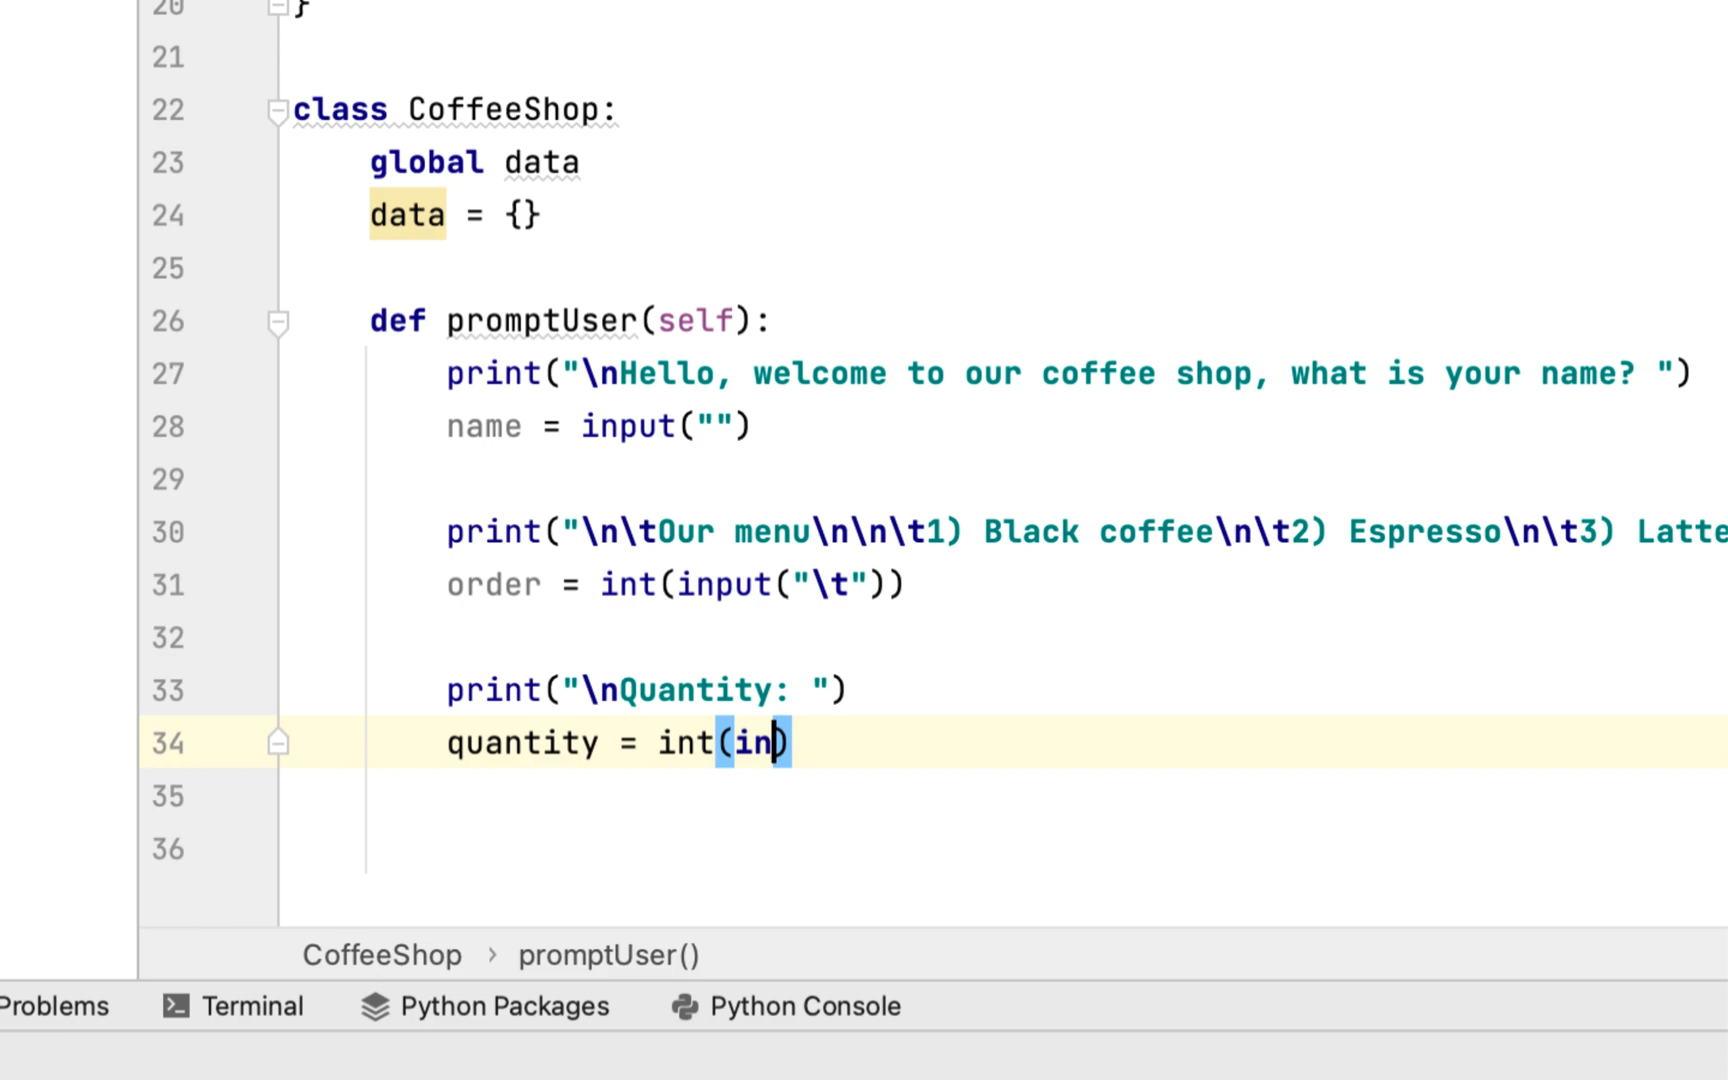 20 }
21
22 class CoffeeShop:
23 global data
24 data = {}
25
26 def promptUser(self):
27 print("\nHello, welcome to our coffee shop, what is your name? ")
28 name = input("")
29
30 print("\n\tOur menu\n\n\t1) Black coffee\n\t2) Espresso\n\t3) Latte
31 order = int(input("\t"))
32
33 print("\nQuantity: ")
34 quantity = int(in)
35
36
CoffeeShop › promptUser()
Problems Terminal Python Packages Python Console